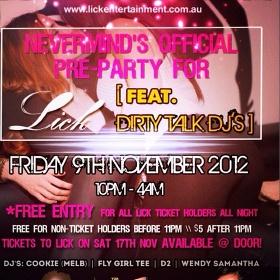 www.lickentertainment.com.au
NEVERMIND'S OFFICIAL
PRE-PARTY FOR
[ FEAT.
Lick DIRTY TALK DJ'S ]
FRIDAY 9TH NOVEMBER 2012
10PM - 4AM
*FREE ENTRY FOR ALL LICK TICKET HOLDERS ALL NIGHT
FREE FOR NON-TICKET HOLDERS BEFORE 11PM \\ $5 AFTER 11PM
TICKETS TO LICK ON SAT 17TH NOV AVAILABLE @ DOOR!
DJ'S: COOKIE (MELB) | FLY GIRL TEE | D2 | WENDY SAMANTHA